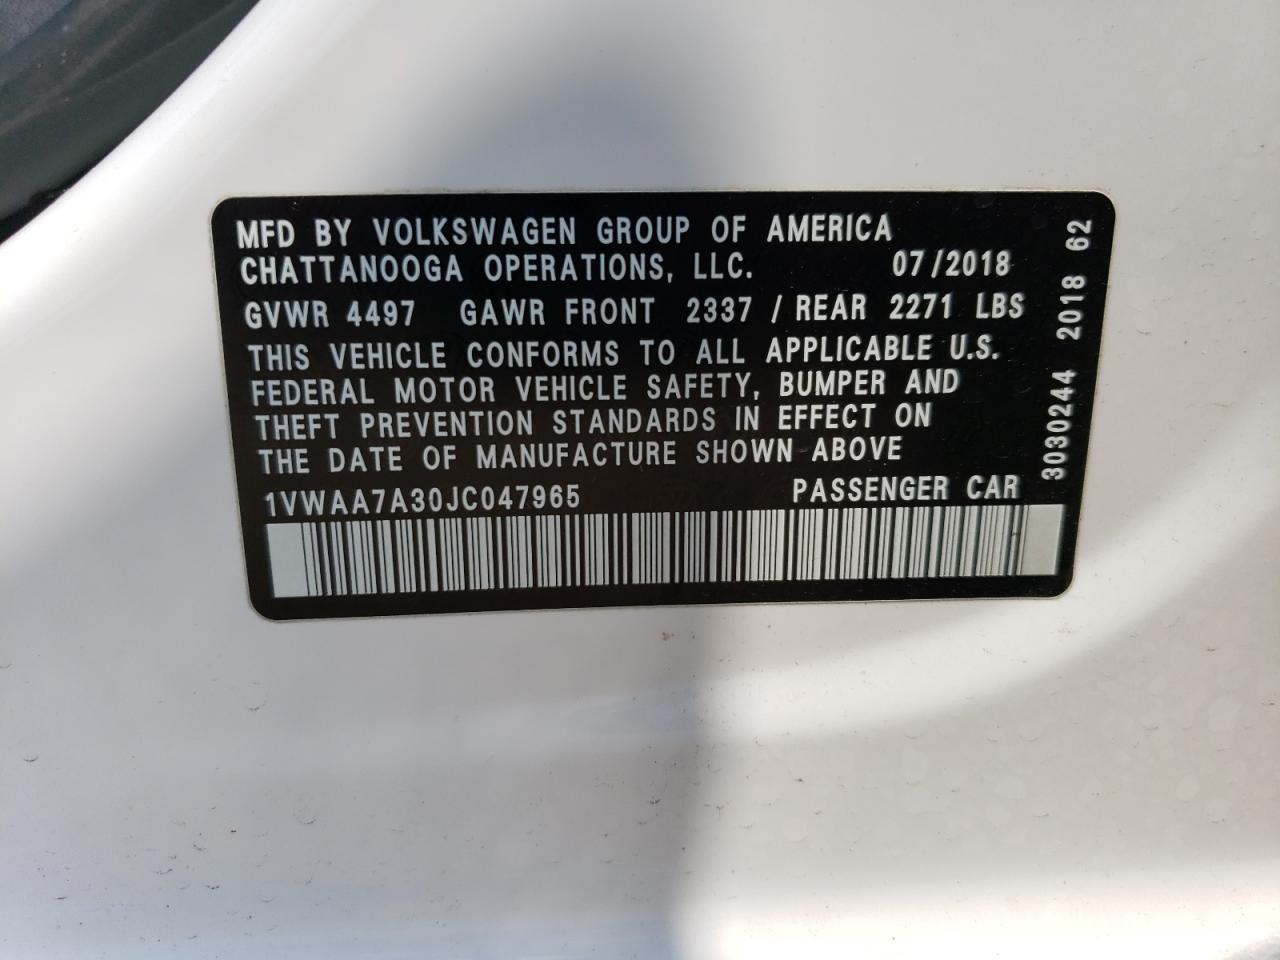 MFD BY VOLKSWAGEN GROUP OF AMERICA
CHATTANOOGA OPERATIONS, LLC. 07/2018
GVWR 4497 GAWR FRONT 2337 / REAR 2271 LBS
THIS VEHICLE CONFORMS TO ALL APPLICABLE U.S.
FEDERAL MOTOR VEHICLE SAFETY, BUMPER AND
THEFT PREVENTION STANDARDS IN EFFECT ON
THE DATE OF MANUFACTURE SHOWN ABOVE
1VWAA7A30JC047965 PASSENGER CAR
3030244 2018 62